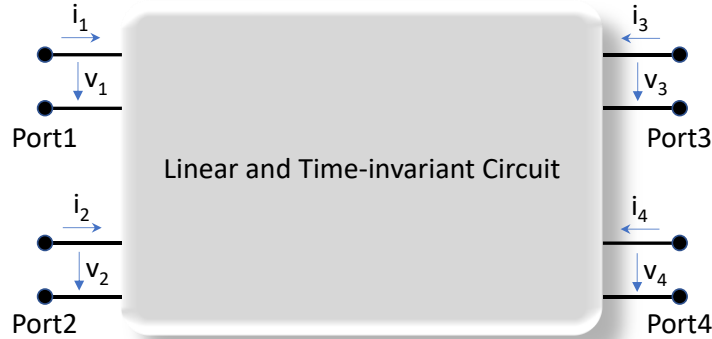 i1 i3
v1 v3
Port1 Port3
Linear and Time-invariant Circuit
i2 i4
v2 v4
Port2 Port4